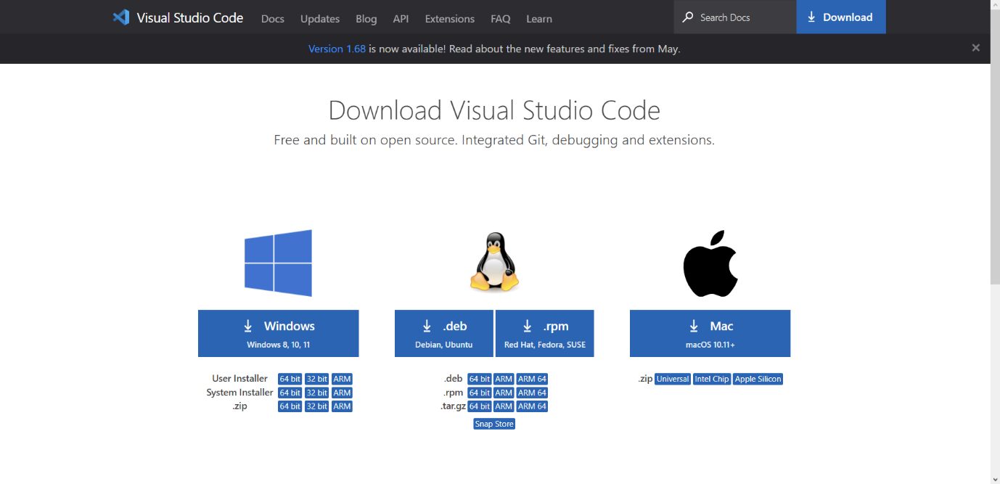 Visual Studio Code Docs Updates Blog API Extensions FAQ Learn Search Docs Download
Version 1.68 is now available! Read about the new features and fixes from May.
Download Visual Studio Code
Free and built on open source. Integrated Git, debugging and extensions.
Windows
Windows 8, 10, 11
User Installer 64 bit 32 bit ARM
System Installer 64 bit 32 bit ARM
.zip 64 bit 32 bit ARM
.deb
Debian, Ubuntu
.rpm
Red Hat, Fedora, SUSE
.deb 64 bit ARM ARM 64
.rpm 64 bit ARM ARM 64
.tar.gz 64 bit ARM ARM 64
Snap Store
Mac
macOS 10.11+
.zip Universal Intel Chip Apple Silicon